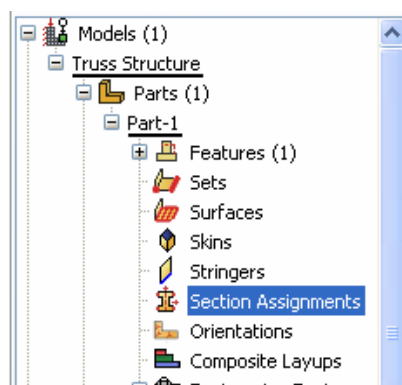 Models (1)
Truss Structure
Parts (1)
Part-1
Features (1)
Sets
Surfaces
Skins
Stringers
Section Assignments
Orientations
Composite Layups